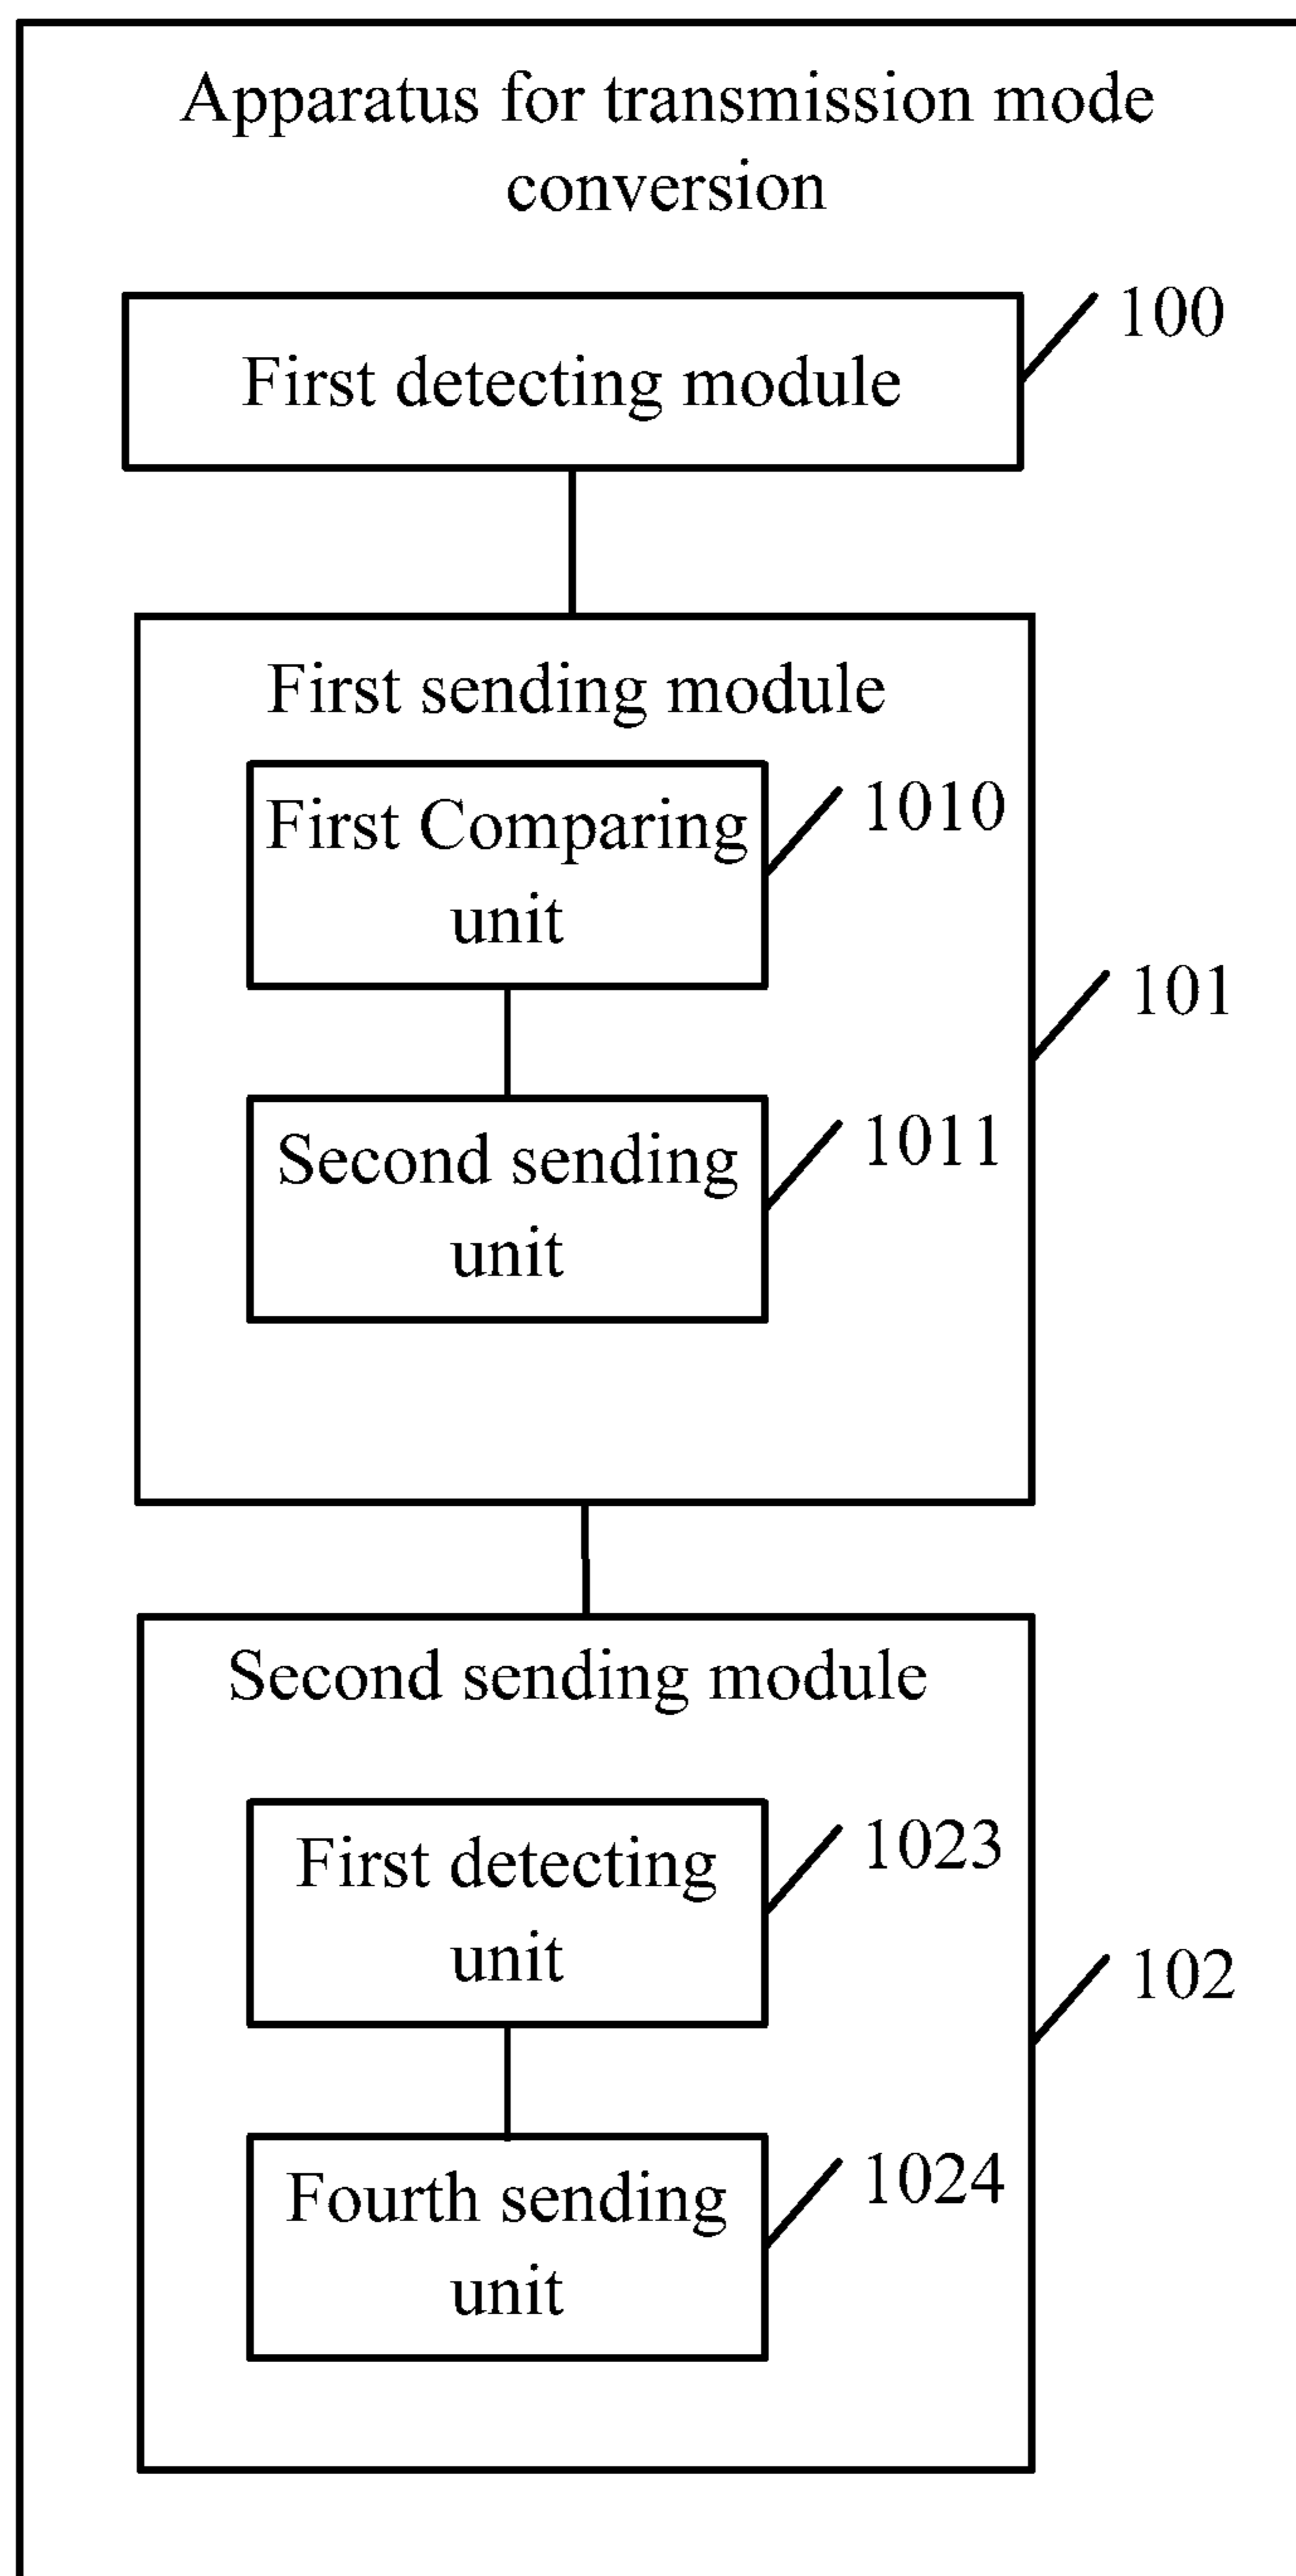 Apparatus for transmission mode
conversion
100
First detecting module
First sending module
1010
First Comparing
unit
101
1011
Second sending
unit
Second sending module
1023
First detecting
unit
102
1024
Fourth sending
unit